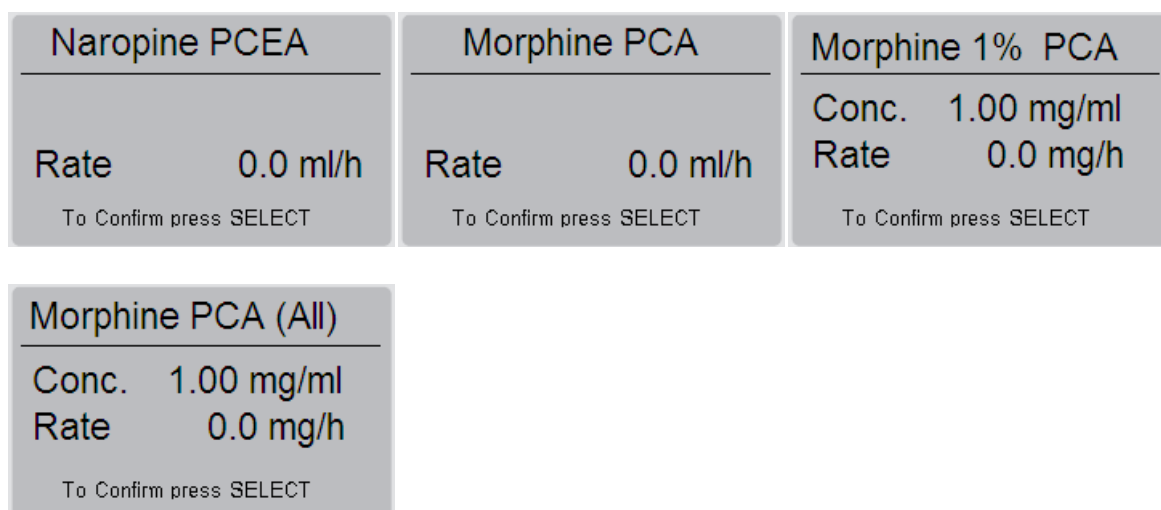 Naropine PCEA
Rate 0.0 ml/h
To Confirm press SELECT
Morphine PCA
Rate 0.0 ml/h
To Confirm press SELECT
Morphine 1% PCA
Conc. 1.00 mg/ml
Rate 0.0 mg/h
To Confirm press SELECT
Morphine PCA (All)
Conc. 1.00 mg/ml
Rate 0.0 mg/h
To Confirm press SELECT